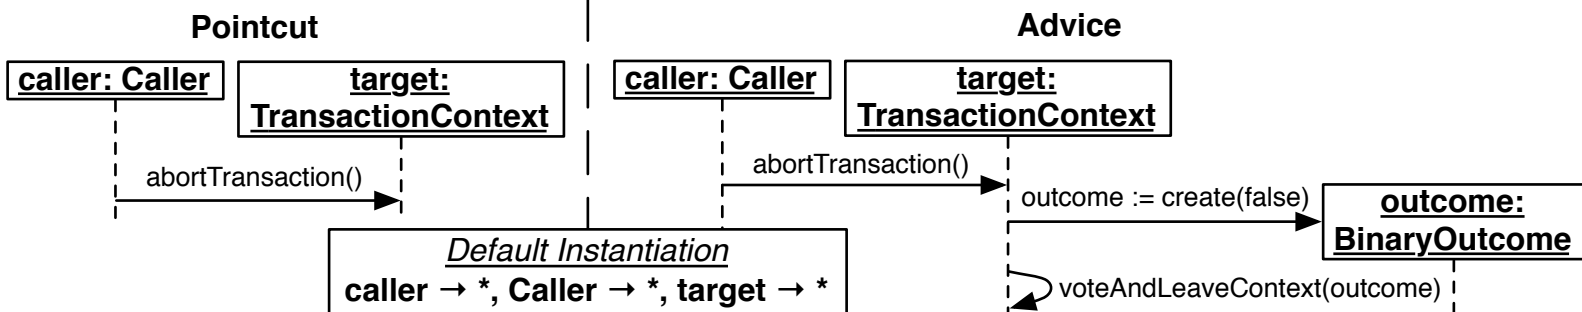 Pointcut
Advice
caller: Caller
target:
TransactionContext
caller: Caller
target:
TransactionContext
abortTransaction()
abortTransaction()
outcome := create(false)
outcome:
BinaryOutcome
Default Instantiation
caller → *, Caller → *, target → *
voteAndLeaveContext(outcome)